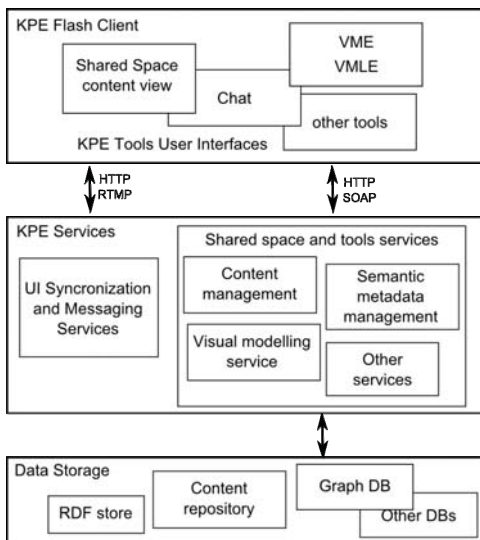 KPE Flash Client
Shared Space
content view
Chat
VME
VMLE
other tools
KPE Tools User Interfaces
HTTP
RTMP
HTTP
SOAP
KPE Services
UI Syncronization
and Messaging
Services
Shared space and tools services
Content
management
Semantic
metadata
management
Visual modelling
service
Other
services
Data Storage
RDF store
Content
repository
Graph DB
Other DBs